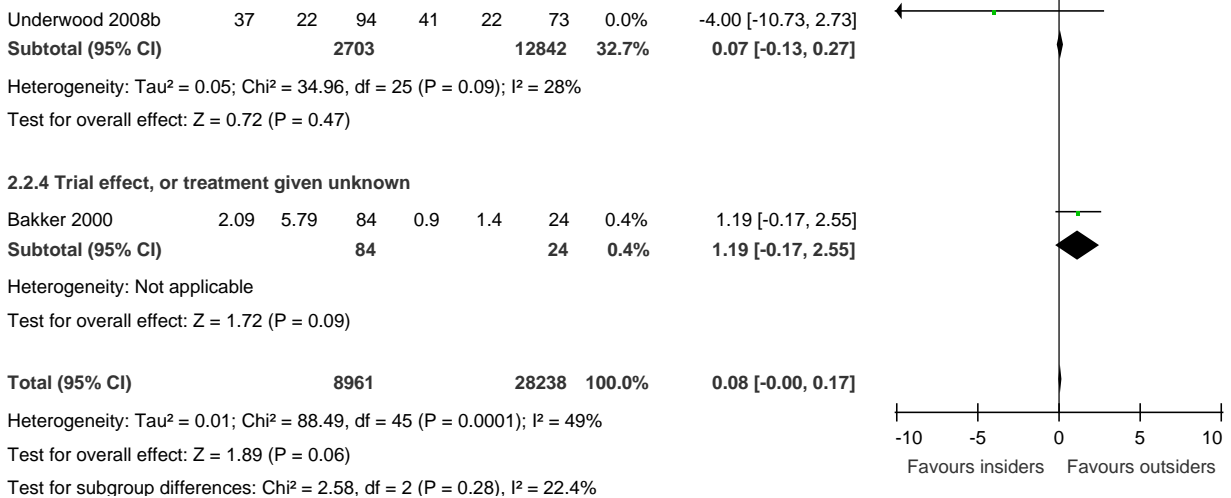 Underwood 2008b 37 22 94 41 22 73 0.0% -4.00 [-10.73, 2.73]
Subtotal (95% CI) 2703 12842 32.7% 0.07 [-0.13, 0.27]
Heterogeneity: Tau² = 0.05; Chi² = 34.96, df = 25 (P = 0.09); I² = 28%
Test for overall effect: Z = 0.72 (P = 0.47)
2.2.4 Trial effect, or treatment given unknown
Bakker 2000 2.09 5.79 84 0.9 1.4 24 0.4% 1.19 [-0.17, 2.55]
Subtotal (95% CI) 84 24 0.4% 1.19 [-0.17, 2.55]
Heterogeneity: Not applicable
Test for overall effect: Z = 1.72 (P = 0.09)
Total (95% CI) 8961 28238 100.0% 0.08 [-0.00, 0.17]
Heterogeneity: Tau² = 0.01; Chi² = 88.49, df = 45 (P = 0.0001); I² = 49%
Test for overall effect: Z = 1.89 (P = 0.06)
Test for subgroup differences: Chi² = 2.58, df = 2 (P = 0.28), I² = 22.4%
-10 -5 0 5 10
Favours insiders Favours outsiders